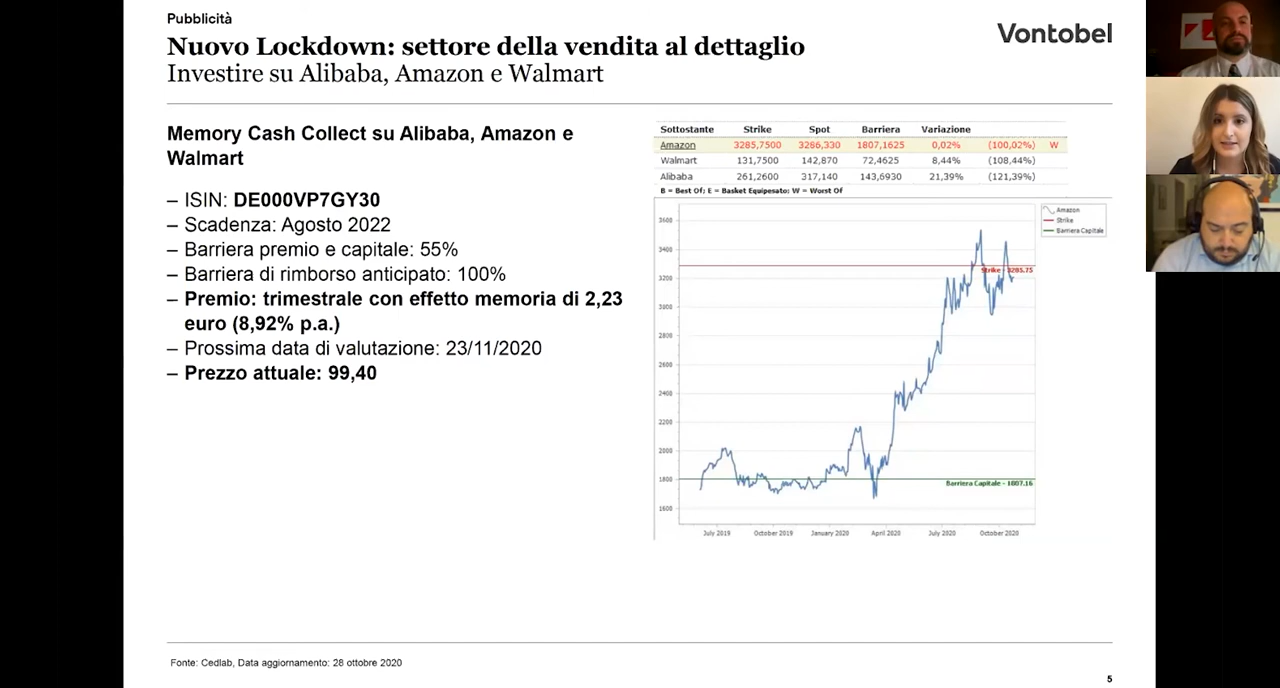 Pubblicità
Nuovo Lockdown: settore della vendita al dettaglio
Investire su Alibaba, Amazon e Walmart
Vontobel
Memory Cash Collect su Alibaba, Amazon e
Walmart
– ISIN: DE000VP7GY30
– Scadenza: Agosto 2022
– Barriera premio e capitale: 55%
– Barriera di rimborso anticipato: 100%
– Premio: trimestrale con effetto memoria di 2,23
euro (8,92% p.a.)
– Prossima data di valutazione: 23/11/2020
– Prezzo attuale: 99,40
Sottostante Strike Spot Barriera Variazione
Amazon 3285,7500 3286,330 1807,1625 0,02% (100,02%) W
Walmart 131,7500 142,870 72,4625 8,44% (108,44%)
Alibaba 261,2600 317,140 143,6930 21,39% (121,39%)
B = Best Of; E = Basket Equipesato; W = Worst Of
Amazon
Strike
Barriera Capitale
3600
3400
3200
3000
2800
2600
2400
2200
2000
1800
1600
Strike - 3285.75
Barriera Capitale - 1807.16
July 2019 October 2019 January 2020 April 2020 July 2020 October 2020
Fonte: Cedlab, Data aggiornamento: 28 ottobre 2020
5